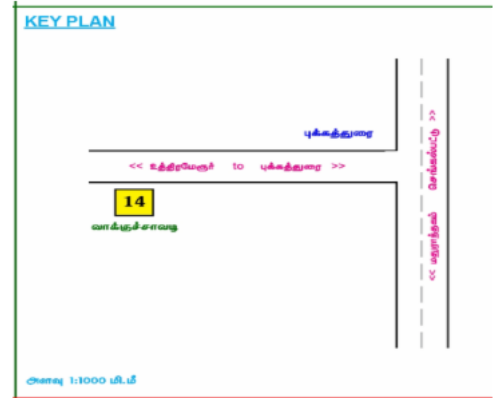 KEY PLAN
புக்கத்துறை
<< உத்திரமேரூர் to புக்கத்துறை >>
<< மதுராந்தகம் செங்கல்பட்டு >>
14
வாக்குச்சாவடி
அளவு 1:1000 மி.மீ